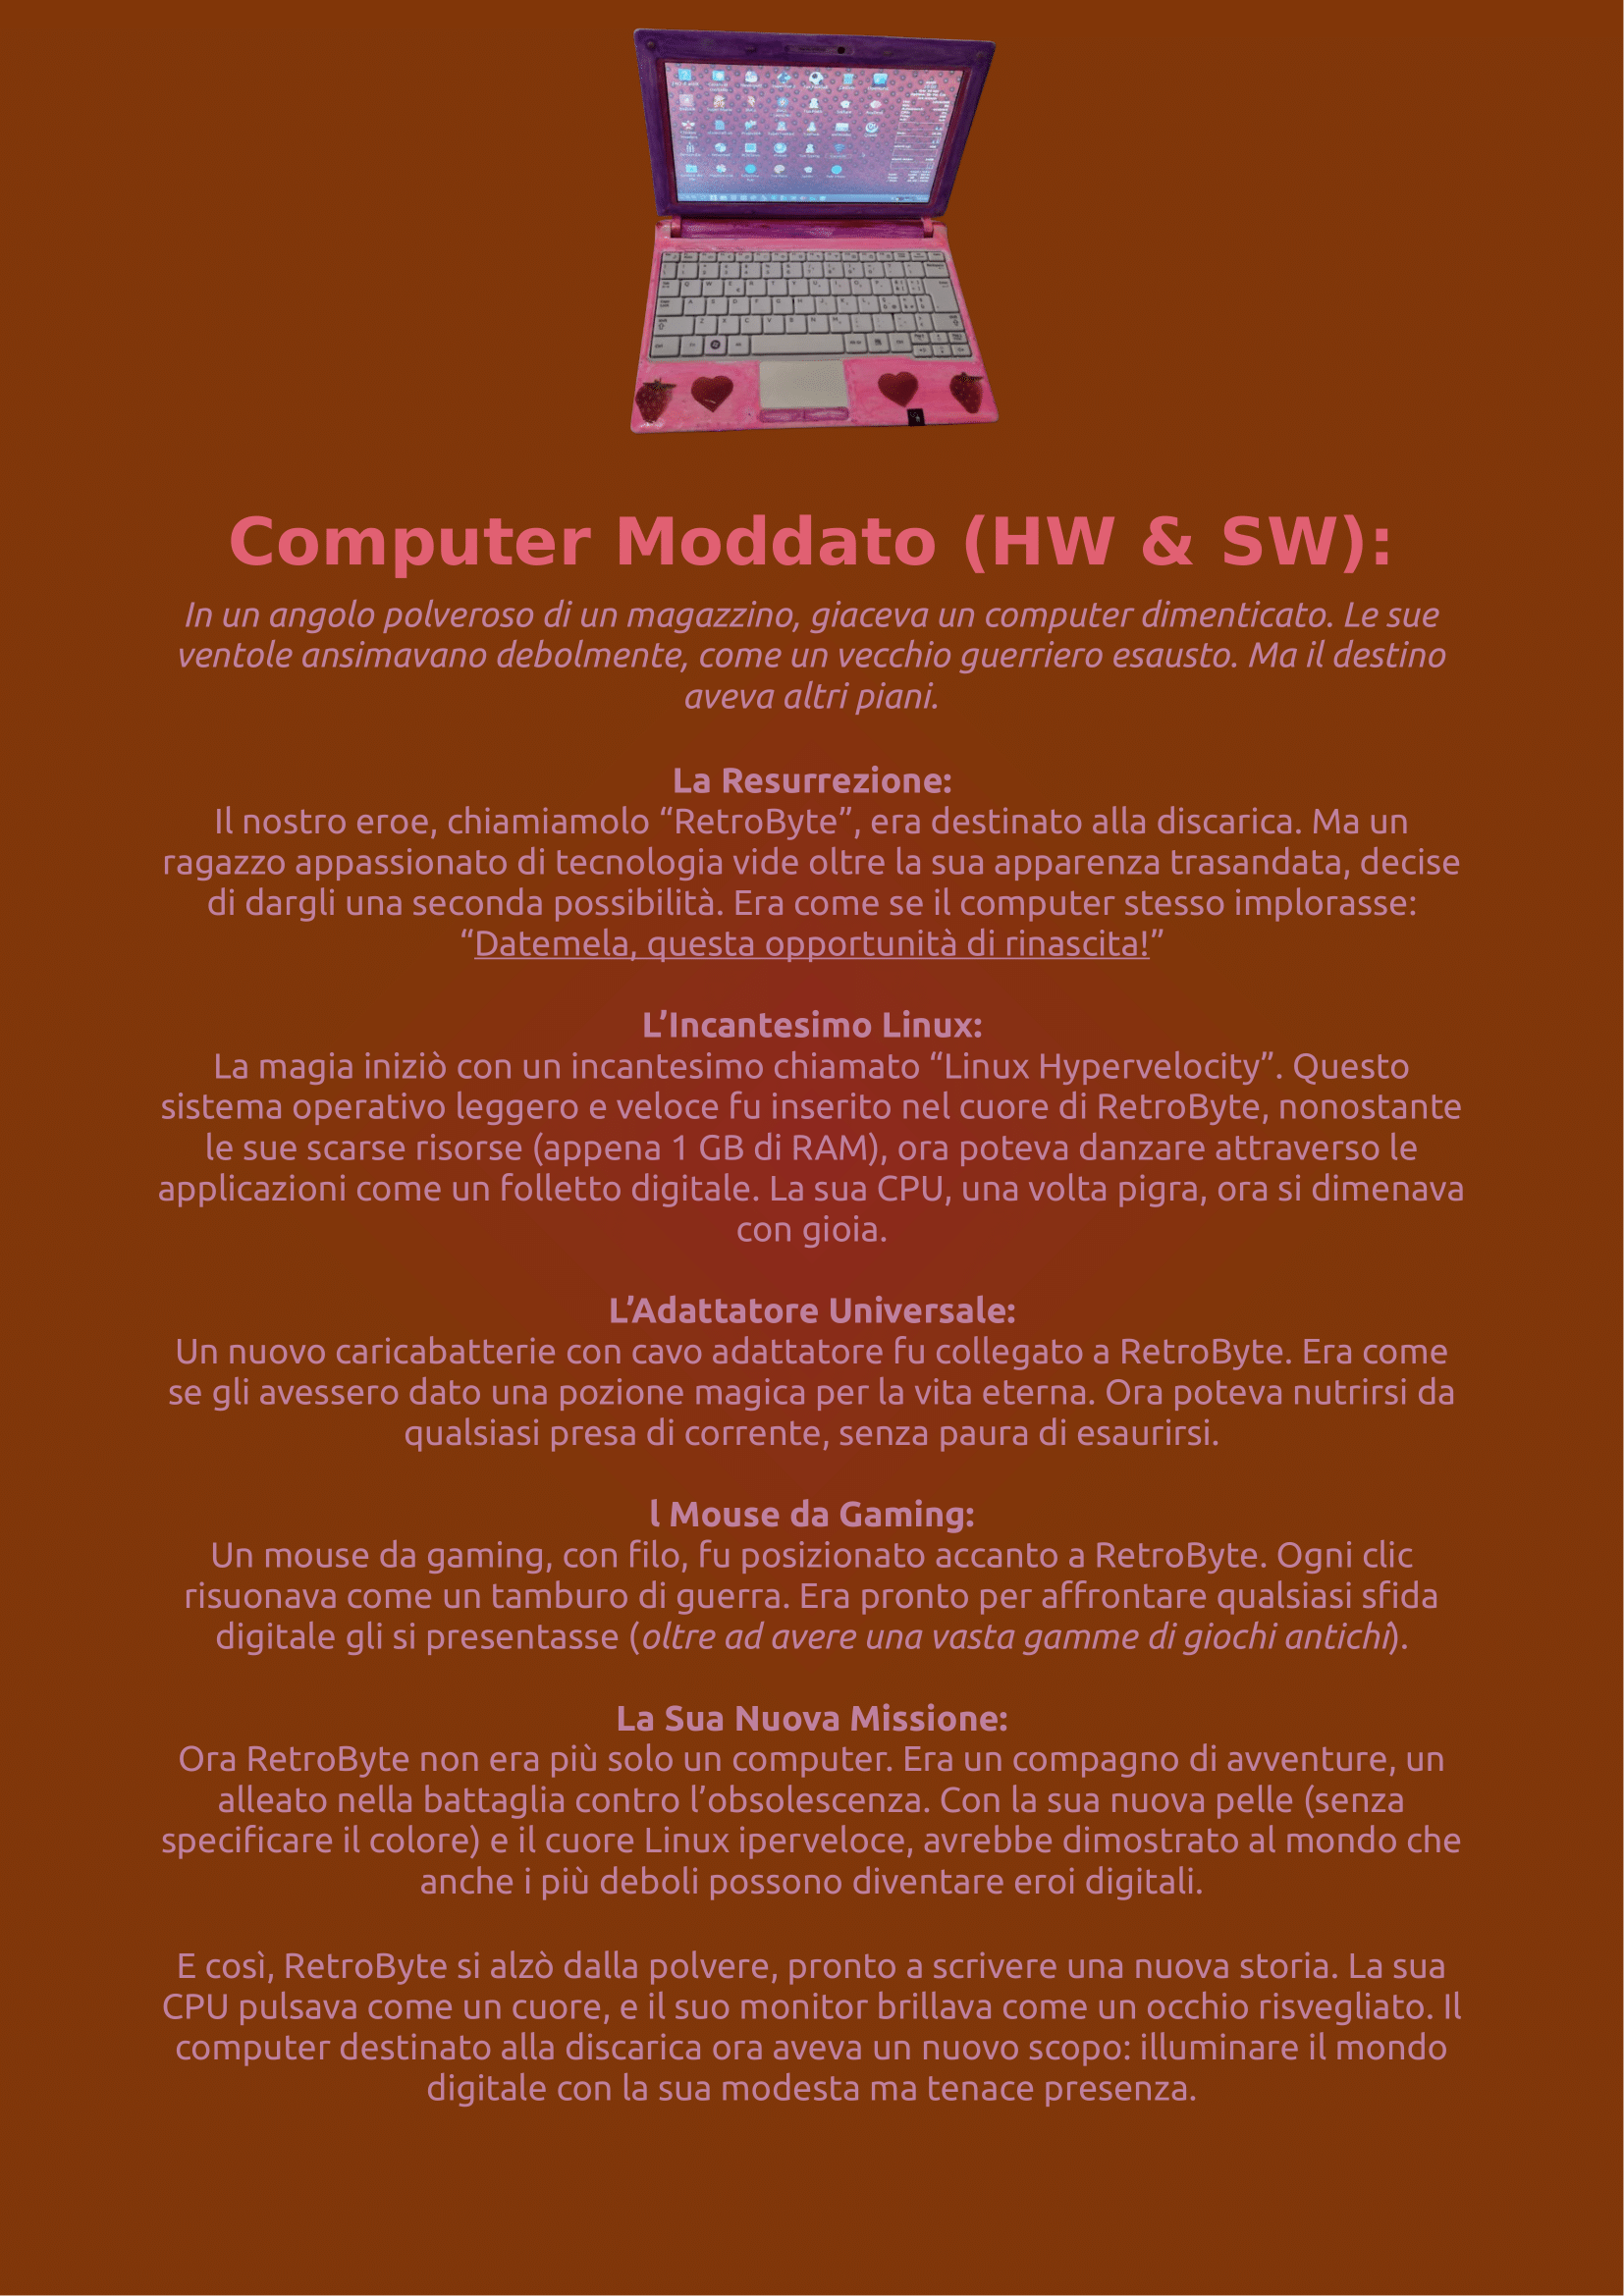 Computer Moddato (HW & SW):
In un angolo polveroso di un magazzino, giaceva un computer dimenticato. Le sue
ventole ansimavano debolmente, come un vecchio guerriero esausto. Ma il destino
aveva altri piani.
La Resurrezione:
Il nostro eroe, chiamiamolo “RetroByte”, era destinato alla discarica. Ma un
ragazzo appassionato di tecnologia vide oltre la sua apparenza trasandata, decise
di dargli una seconda possibilità. Era come se il computer stesso implorasse:
“Datemela, questa opportunità di rinascita!”
L’Incantesimo Linux:
La magia iniziò con un incantesimo chiamato “Linux Hypervelocity”. Questo
sistema operativo leggero e veloce fu inserito nel cuore di RetroByte, nonostante
le sue scarse risorse (appena 1 GB di RAM), ora poteva danzare attraverso le
applicazioni come un folletto digitale. La sua CPU, una volta pigra, ora si dimenava
con gioia.
L’Adattatore Universale:
Un nuovo caricabatterie con cavo adattatore fu collegato a RetroByte. Era come
se gli avessero dato una pozione magica per la vita eterna. Ora poteva nutrirsi da
qualsiasi presa di corrente, senza paura di esaurirsi.
l Mouse da Gaming:
Un mouse da gaming, con filo, fu posizionato accanto a RetroByte. Ogni clic
risuonava come un tamburo di guerra. Era pronto per affrontare qualsiasi sfida
digitale gli si presentasse (oltre ad avere una vasta gamme di giochi antichi).
La Sua Nuova Missione:
Ora RetroByte non era più solo un computer. Era un compagno di avventure, un
alleato nella battaglia contro l’obsolescenza. Con la sua nuova pelle (senza
specificare il colore) e il cuore Linux iperveloce, avrebbe dimostrato al mondo che
anche i più deboli possono diventare eroi digitali.
E così, RetroByte si alzò dalla polvere, pronto a scrivere una nuova storia. La sua
CPU pulsava come un cuore, e il suo monitor brillava come un occhio risvegliato. Il
computer destinato alla discarica ora aveva un nuovo scopo: illuminare il mondo
digitale con la sua modesta ma tenace presenza.